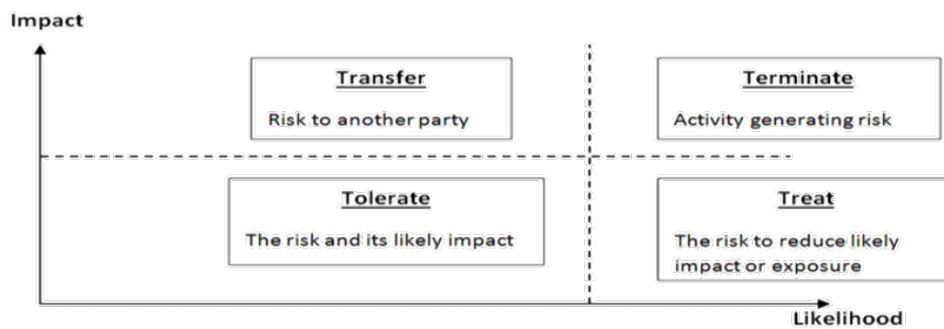 Impact
Transfer
Risk to another party
Terminate
Activity generating risk
Tolerate
The risk and its likely impact
Treat
The risk to reduce likely
impact or exposure
Likelihood